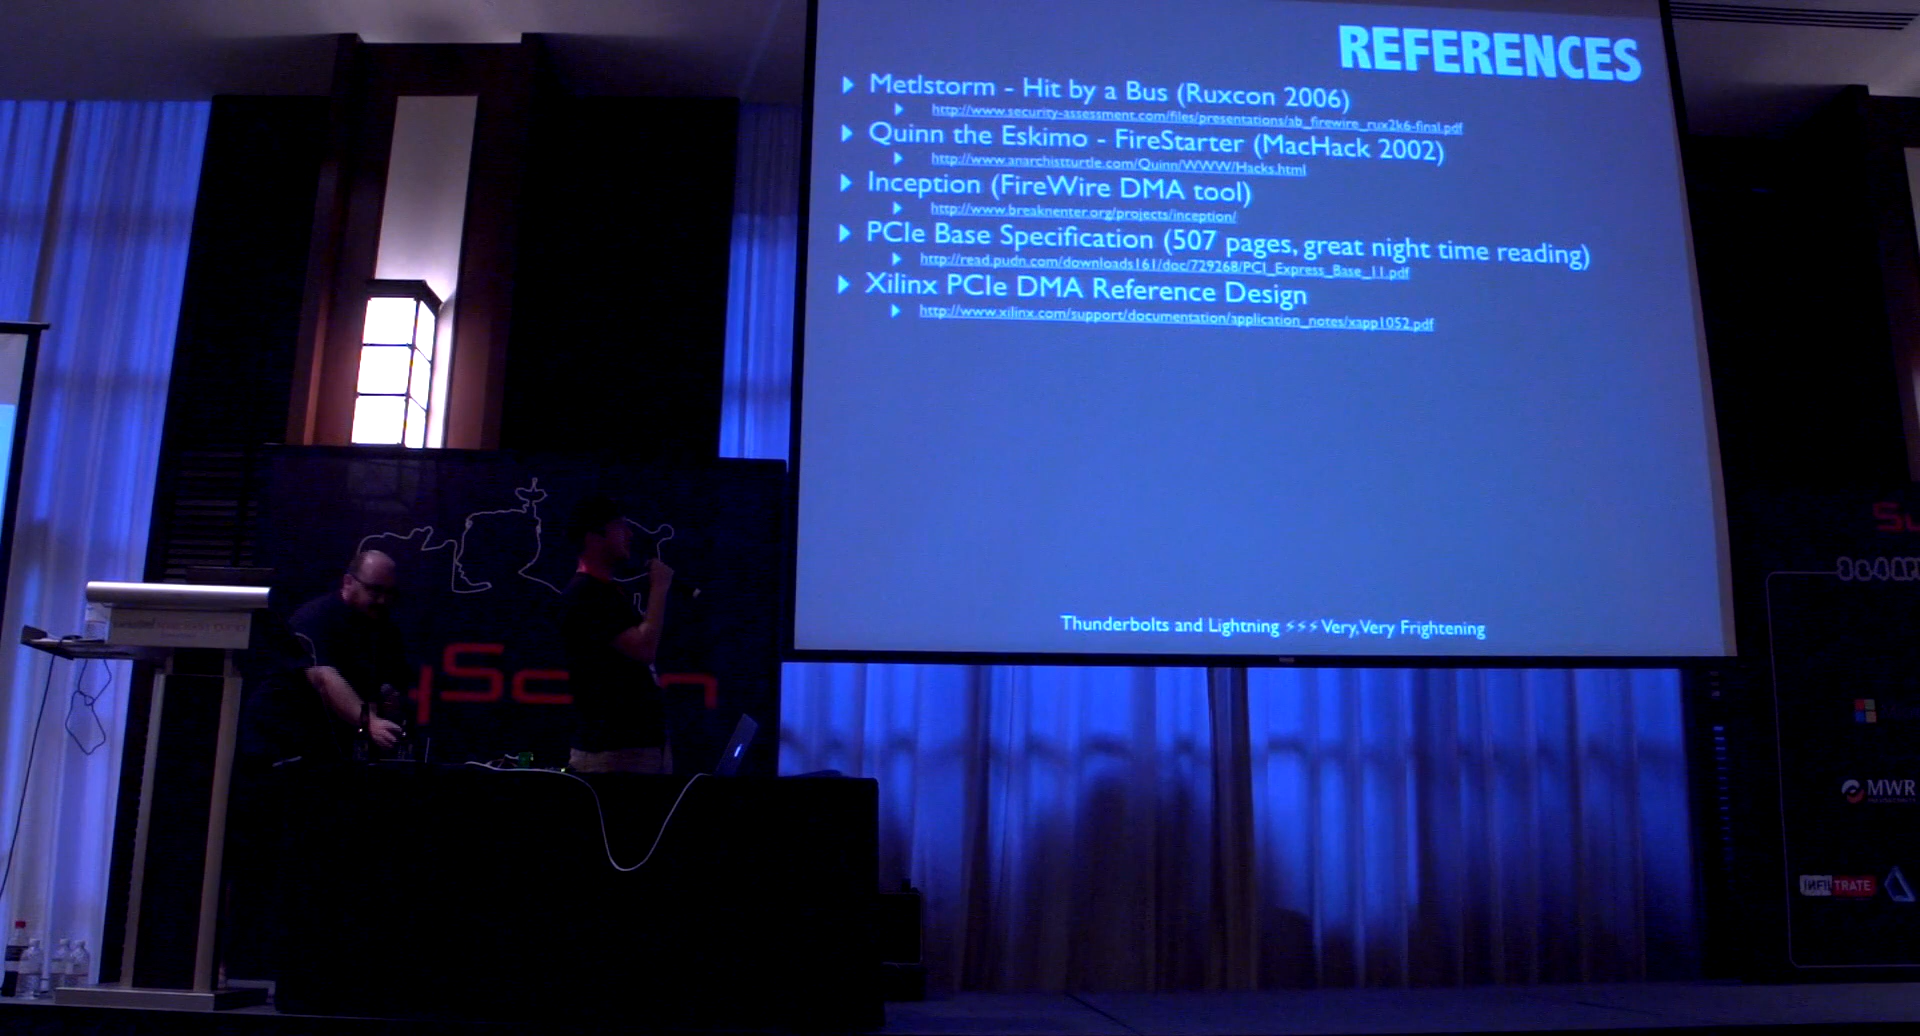 REFERENCES
Metlstorm - Hit by a Bus (Ruxcon 2006)
http://www.security-assessment.com/files/presentations/ab_firewire_rux2k6-final.pdf
Quinn the Eskimo - FireStarter (MacHack 2002)
http://www.anarchistturtle.com/Quinn/WWW/Hacks.html
Inception (FireWire DMA tool)
http://www.breaknenter.org/projects/inception/
PCIe Base Specification (507 pages, great night time reading)
http://read.pudn.com/downloads161/doc/729268/PCI_Express_Base_11.pdf
Xilinx PCIe DMA Reference Design
http://www.xilinx.com/support/documentation/application_notes/xapp1052.pdf
Thunderbolts and Lightning ⚡⚡⚡ Very, Very Frightening
MWR
INFILTRATE